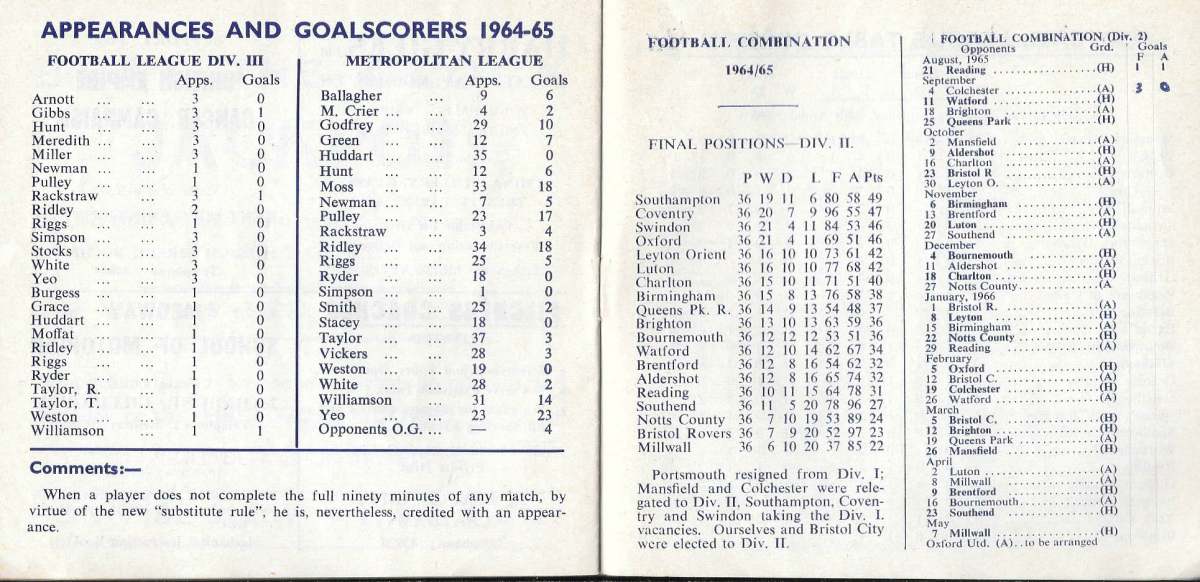 APPEARANCES AND GOALSCORERS 1964-65
FOOTBALL LEAGUE DIV. III
Apps. Goals
Arnott ... ... 3 0
Gibbs ... ... 3 1
Hunt ... ... 3 0
Meredith ... ... 3 0
Miller ... ... 3 0
Newman ... ... 1 0
Pulley ... ... 1 0
Rackstraw ... 3 1
Ridley ... ... 2 0
Riggs ... ... 1 0
Simpson ... ... 3 0
Stocks ... ... 3 0
White ... ... 3 0
Yeo ... ... 3 0
Burgess ... ... 1 0
Grace ... ... 1 0
Huddart ... ... 1 0
Moffat ... ... 1 0
Ridley ... ... 1 0
Riggs ... ... 1 0
Ryder ... ... 1 0
Taylor, R. ... 1 0
Taylor, T. ... 1 0
Weston ... ... 1 0
Williamson ... 1 1
METROPOLITAN LEAGUE
Apps. Goals
Ballagher ... 9 6
M. Crier ... ... 4 2
Godfrey ... ... 29 10
Green ... ... 12 7
Huddart ... ... 35 0
Hunt ... ... 12 6
Moss ... ... 33 18
Newman ... ... 7 5
Pulley ... ... 23 17
Rackstraw ... 3 4
Ridley ... ... 34 18
Riggs ... ... 25 5
Ryder ... ... 18 0
Simpson ... ... 1 0
Smith ... ... 25 1
Stacey ... ... 18 0
Taylor ... ... 37 3
Vickers ... ... 28 3
Weston ... ... 19 0
White ... ... 28 2
Williamson ... 31 14
Yeo ... ... 23 23
Opponents O.G. ... — 4
Comments:—
When a player does not complete the full ninety minutes of any match, by
virtue of the new "substitute rule", he is, nevertheless, credited with an appear-
ance.
FOOTBALL COMBINATION
1964/65
FINAL POSITIONS—DIV. II.
P W D L F A Pts
Southampton 36 19 11 6 80 58 49
Coventry 36 20 7 9 96 55 47
Swindon 36 21 4 11 84 53 46
Oxford 36 21 4 11 69 51 46
Leyton Orient 36 16 10 10 73 61 42
Luton 36 16 10 10 77 68 42
Charlton 36 15 10 11 71 51 40
Birmingham 36 15 8 13 76 58 38
Queens Pk. R. 36 14 9 13 54 48 37
Brighton 36 13 10 13 63 59 36
Bournemouth 36 12 12 12 53 51 36
Watford 36 12 10 14 62 67 34
Brentford 36 12 8 16 54 62 32
Aldershot 36 12 8 16 65 74 32
Reading 36 10 11 15 64 78 31
Southend 36 11 5 20 78 96 27
Notts County 36 7 10 19 53 89 24
Bristol Rovers 36 7 9 20 52 97 23
Millwall 36 6 10 20 37 85 22
Portsmouth resigned from Div. I;
Mansfield and Colchester were rele-
gated to Div. II, Southampton, Coven-
try and Swindon taking the Div. I.
vacancies. Ourselves and Bristol City
were elected to Div. II.
FOOTBALL COMBINATION (Div. 2)
Opponents Grd. Goals
August, 1965 F A
21 Reading (H) 1 1
September
4 Colchester (A) 3 0
11 Watford (H)
18 Brighton (A)
25 Queens Park (H)
October
2 Mansfield (A)
9 Aldershot (H)
16 Charlton (A)
23 Bristol R (H)
30 Leyton O. (A)
November
6 Birmingham (H)
13 Brentford (A)
20 Luton (H)
27 Southend (A)
December
4 Bournemouth (H)
11 Aldershot (A)
18 Charlton (H)
27 Notts County (A
January, 1966
1 Bristol R. (A)
8 Leyton (H)
15 Birmingham (A)
22 Notts County (H)
29 Reading (A)
February
5 Oxford (H)
12 Bristol C. (A)
19 Colchester (H)
26 Watford (A)
March
5 Bristol C. (H)
12 Brighton (H)
19 Queens Park (A)
26 Mansfield (H)
April
2 Luton (A)
8 Millwall (A)
9 Brentford (H)
16 Bournemouth (A)
23 Southend (H)
May
7 Millwall (H)
Oxford Utd. (A)..to be arranged